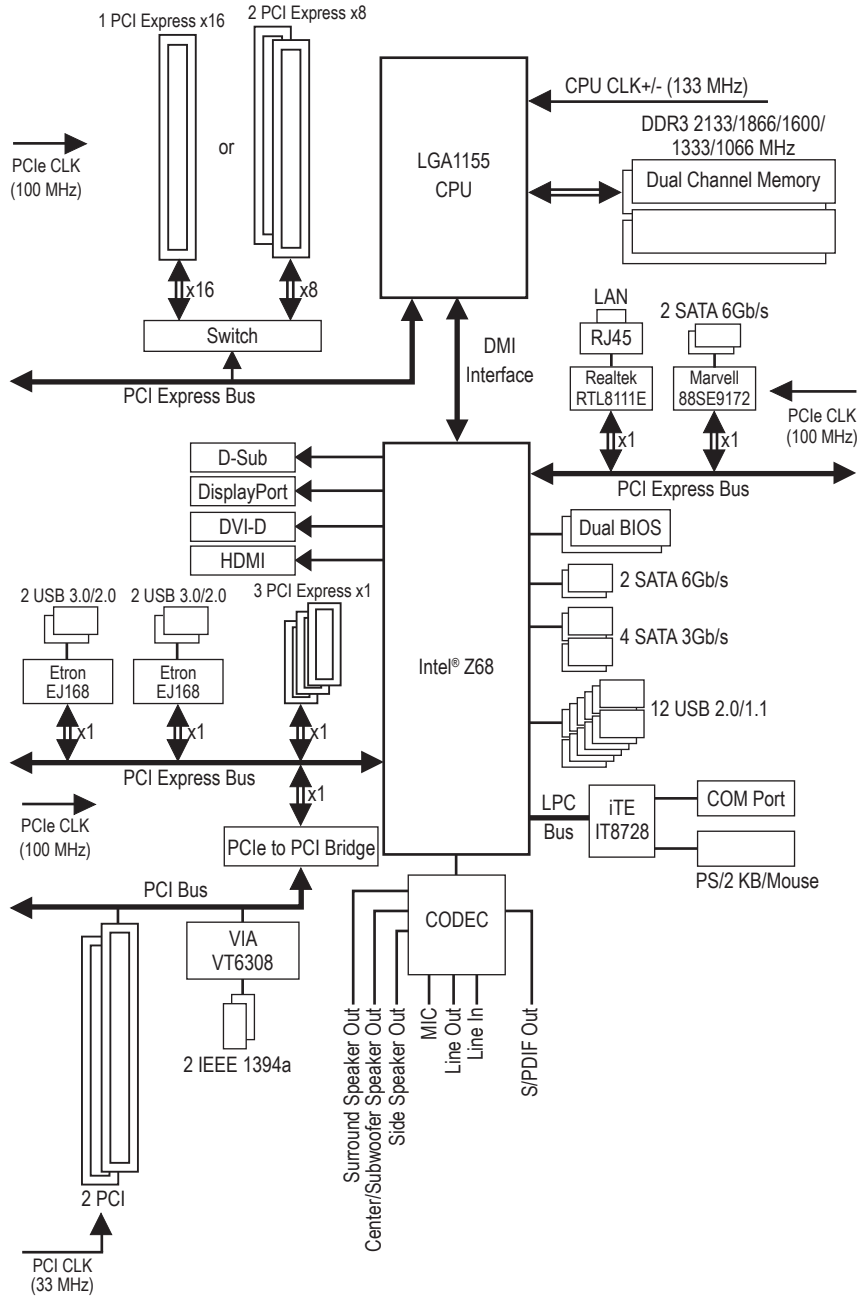 1 PCI Express x16
2 PCI Express x8
PCIe CLK
(100 MHz)
or
x16
x8
Switch
PCI Express Bus
LGA1155
CPU
CPU CLK+/- (133 MHz)
DDR3 2133/1866/1600/
1333/1066 MHz
Dual Channel Memory
DMI
Interface
LAN
RJ45
Realtek
RTL8111E
x1
2 SATA 6Gb/s
Marvell
88SE9172
x1
PCIe CLK
(100 MHz)
PCI Express Bus
D-Sub
DisplayPort
DVI-D
HDMI
Intel® Z68
Dual BIOS
2 SATA 6Gb/s
4 SATA 3Gb/s
12 USB 2.0/1.1
2 USB 3.0/2.0
2 USB 3.0/2.0
3 PCI Express x1
Etron
EJ168
Etron
EJ168
x1
x1
x1
PCI Express Bus
PCIe CLK
(100 MHz)
x1
PCIe to PCI Bridge
LPC
Bus
iTE
IT8728
COM Port
PS/2 KB/Mouse
PCI Bus
VIA
VT6308
2 IEEE 1394a
2 PCI
PCI CLK
(33 MHz)
CODEC
Surround Speaker Out
Center/Subwoofer Speaker Out
Side Speaker Out
MIC
Line Out
Line In
S/PDIF Out